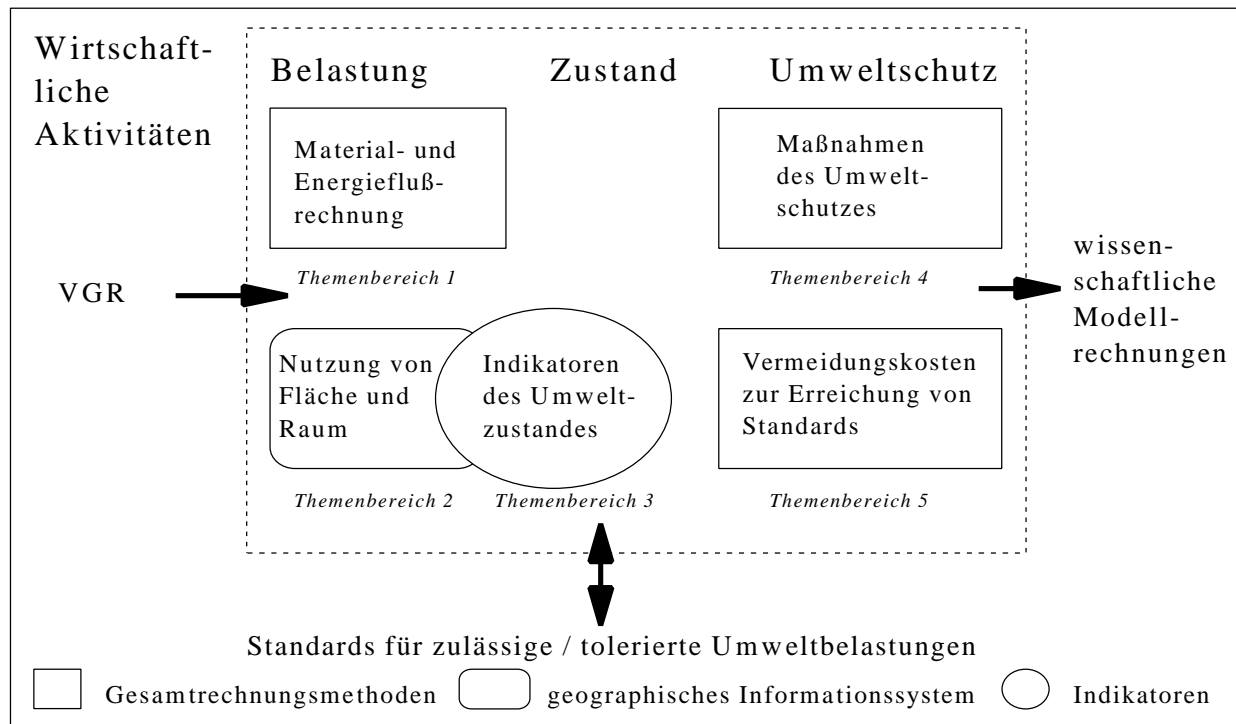 Wirtschaft-
liche
Aktivitäten
Belastung
Zustand
Umweltschutz
Material- und
Energiefluß-
rechnung
Maßnahmen
des Umwelt-
schutzes
Themenbereich 1
Themenbereich 4
VGR
wissen-
schaftliche
Modell-
rechnungen
Nutzung von
Fläche und
Raum
Indikatoren
des Umwelt-
zustandes
Vermeidungskosten
zur Erreichung von
Standards
Themenbereich 2
Themenbereich 3
Themenbereich 5
Standards für zulässige / tolerierte Umweltbelastungen
Gesamtrechnungsmethoden
geographisches Informationssystem
Indikatoren